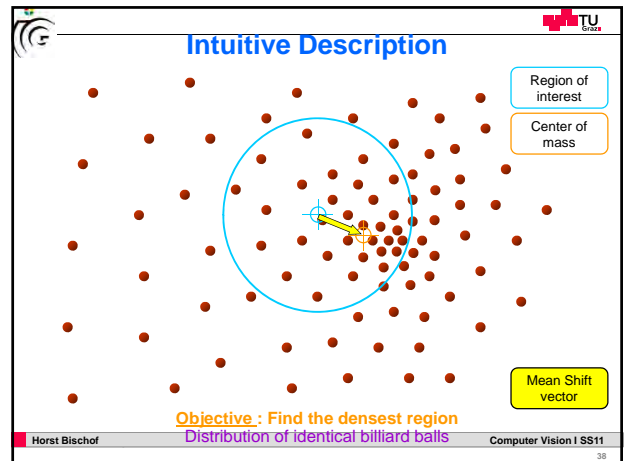 TU
Graz
Intuitive Description
Region of
interest
Center of
mass
Mean Shift
vector
Objective : Find the densest region
Distribution of identical billiard balls
Horst Bischof
Computer Vision I SS11
38